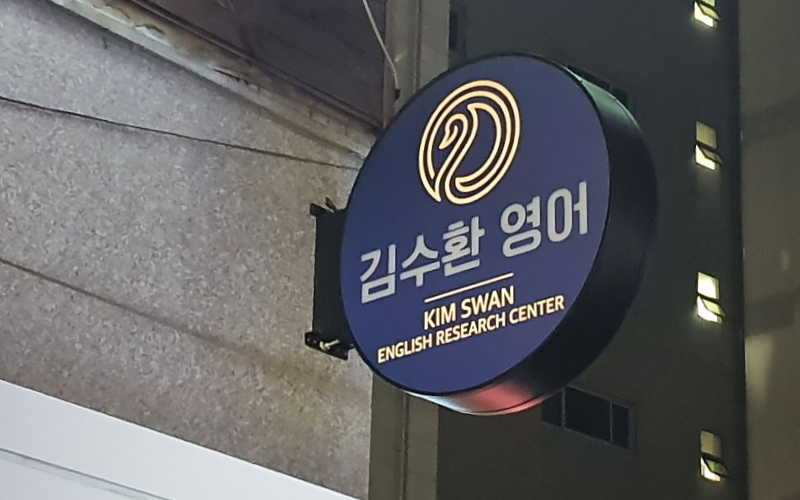 김수환 영어
KIM SWAN
ENGLISH RESEARCH CENTER